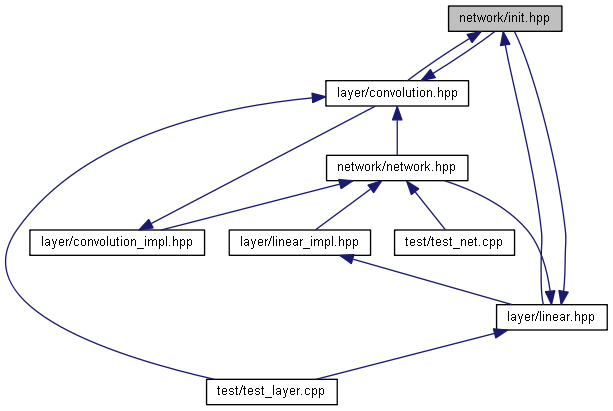 network/init.hpp
layer/convolution.hpp
network/network.hpp
layer/convolution_impl.hpp
layer/linear_impl.hpp
test/test_net.cpp
layer/linear.hpp
test/test_layer.cpp